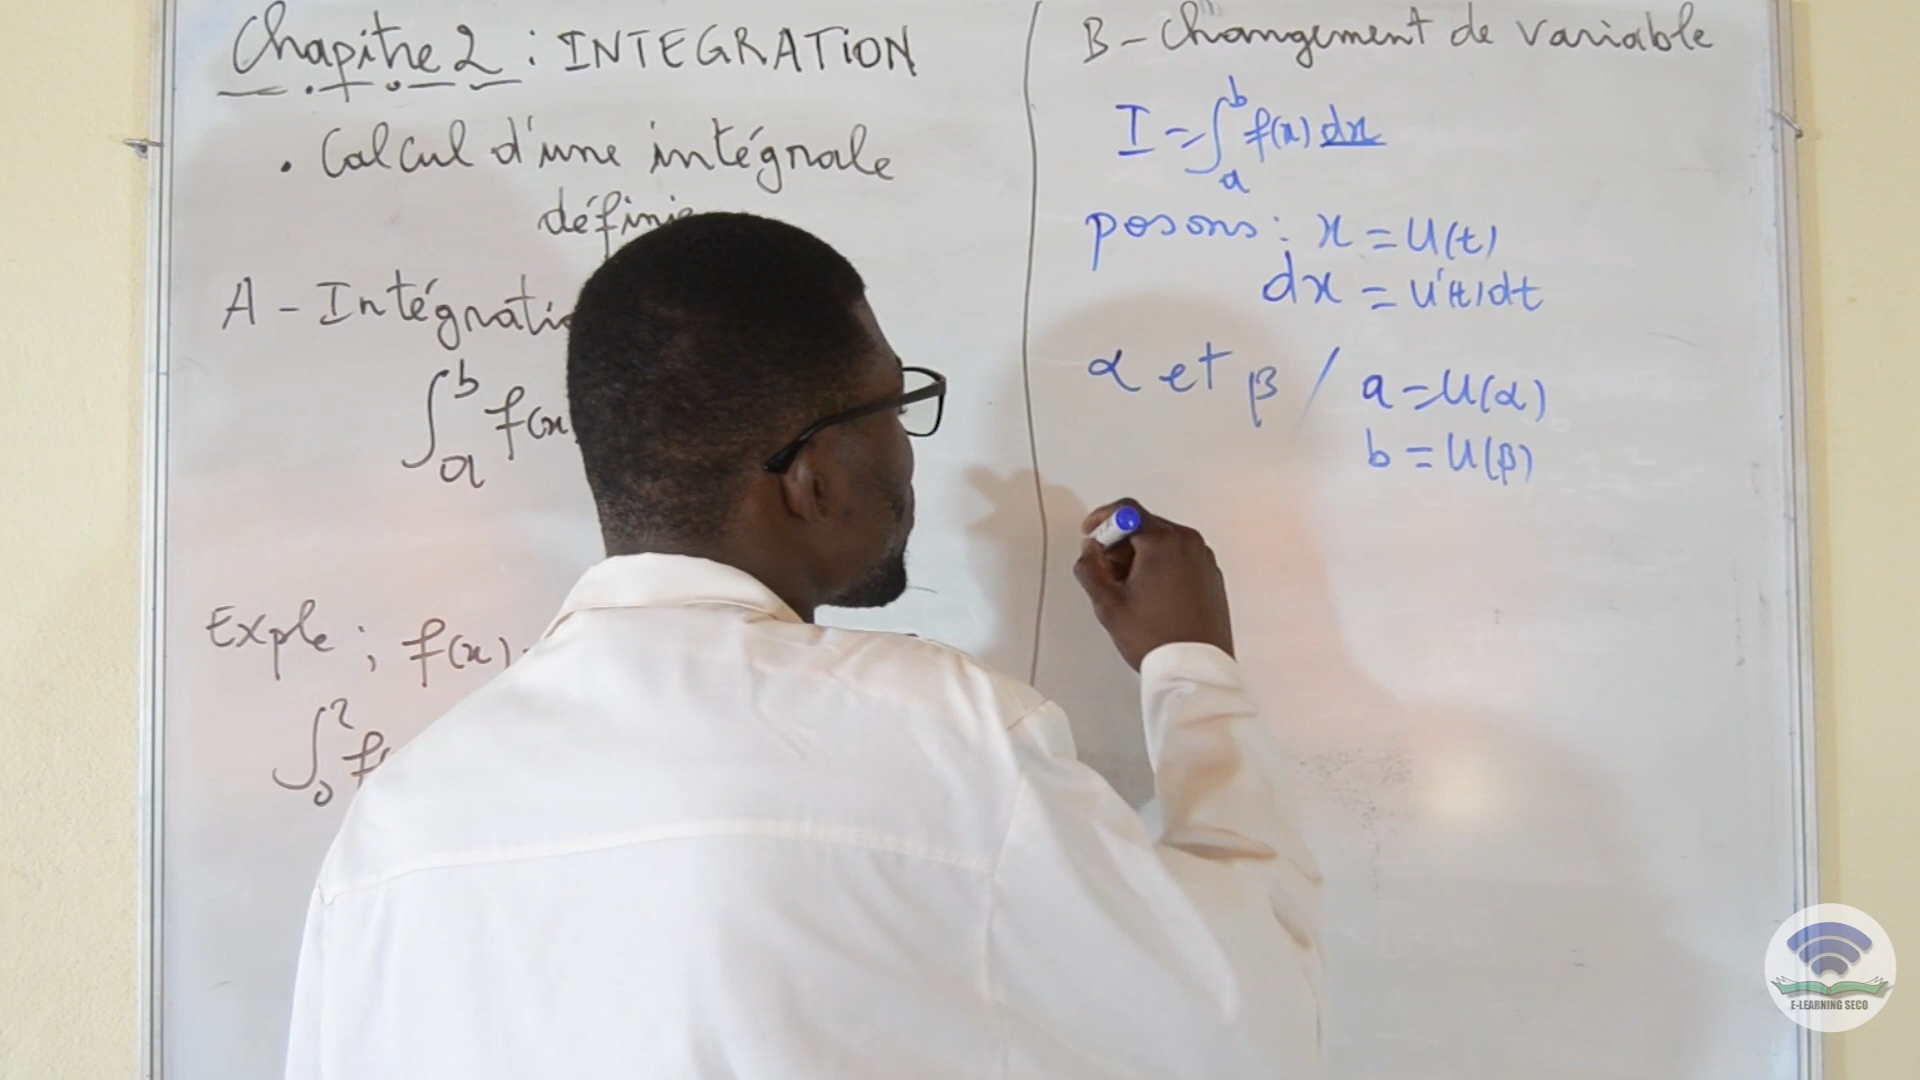 Chapitre 2 : INTEGRATION
. Calcul d'une intégrale
définie
A - Intégratio
∫_a^b f(x)
Exple ; f(x)
∫_0^2 f(
B - Changement de variable
I = ∫_a^b f(x) dx
posons : x = U(t)
dx = U'(t)dt
α et β / a = U(α)
b = U(β)
E-LEARNING SECO